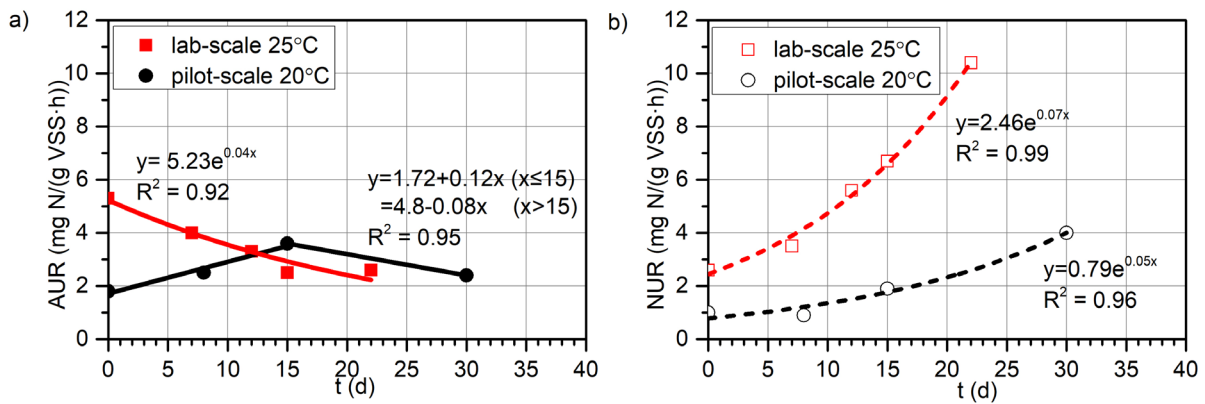 a)
12
10
8
6
4
2
0
AUR (mg N/(g VSS·h))
lab-scale 25°C
pilot-scale 20°C
y= 5.23e^0.04x
R² = 0.92
y=1.72+0.12x (x≤15)
=4.8-0.08x (x>15)
R² = 0.95
0 5 10 15 20 25 30 35 40
t (d)
b)
12
10
8
6
4
2
0
NUR (mg N/(g VSS·h))
lab-scale 25°C
pilot-scale 20°C
y=2.46e^0.07x
R² = 0.99
y=0.79e^0.05x
R² = 0.96
0 5 10 15 20 25 30 35 40
t (d)